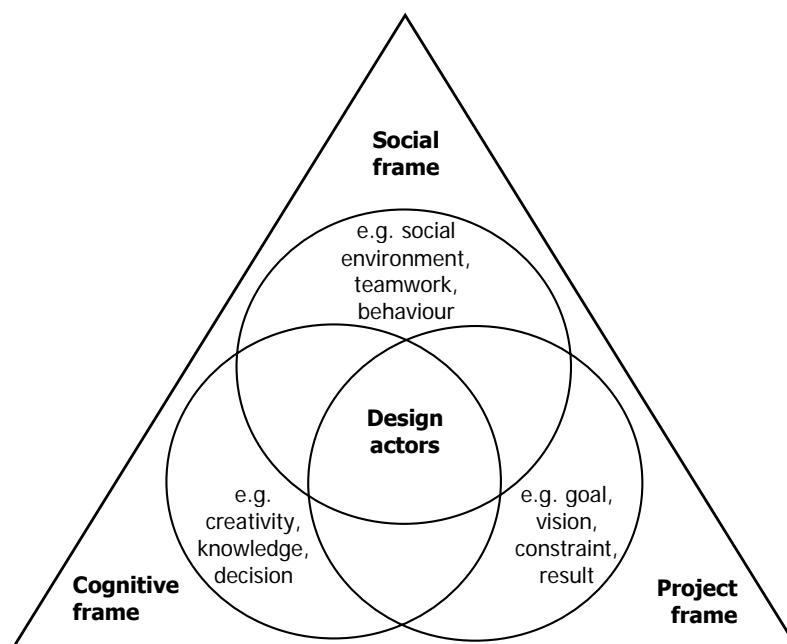 Social
frame
e.g. social
environment,
teamwork,
behaviour
Design
actors
e.g.
creativity,
knowledge,
decision
e.g. goal,
vision,
constraint,
result
Cognitive
frame
Project
frame